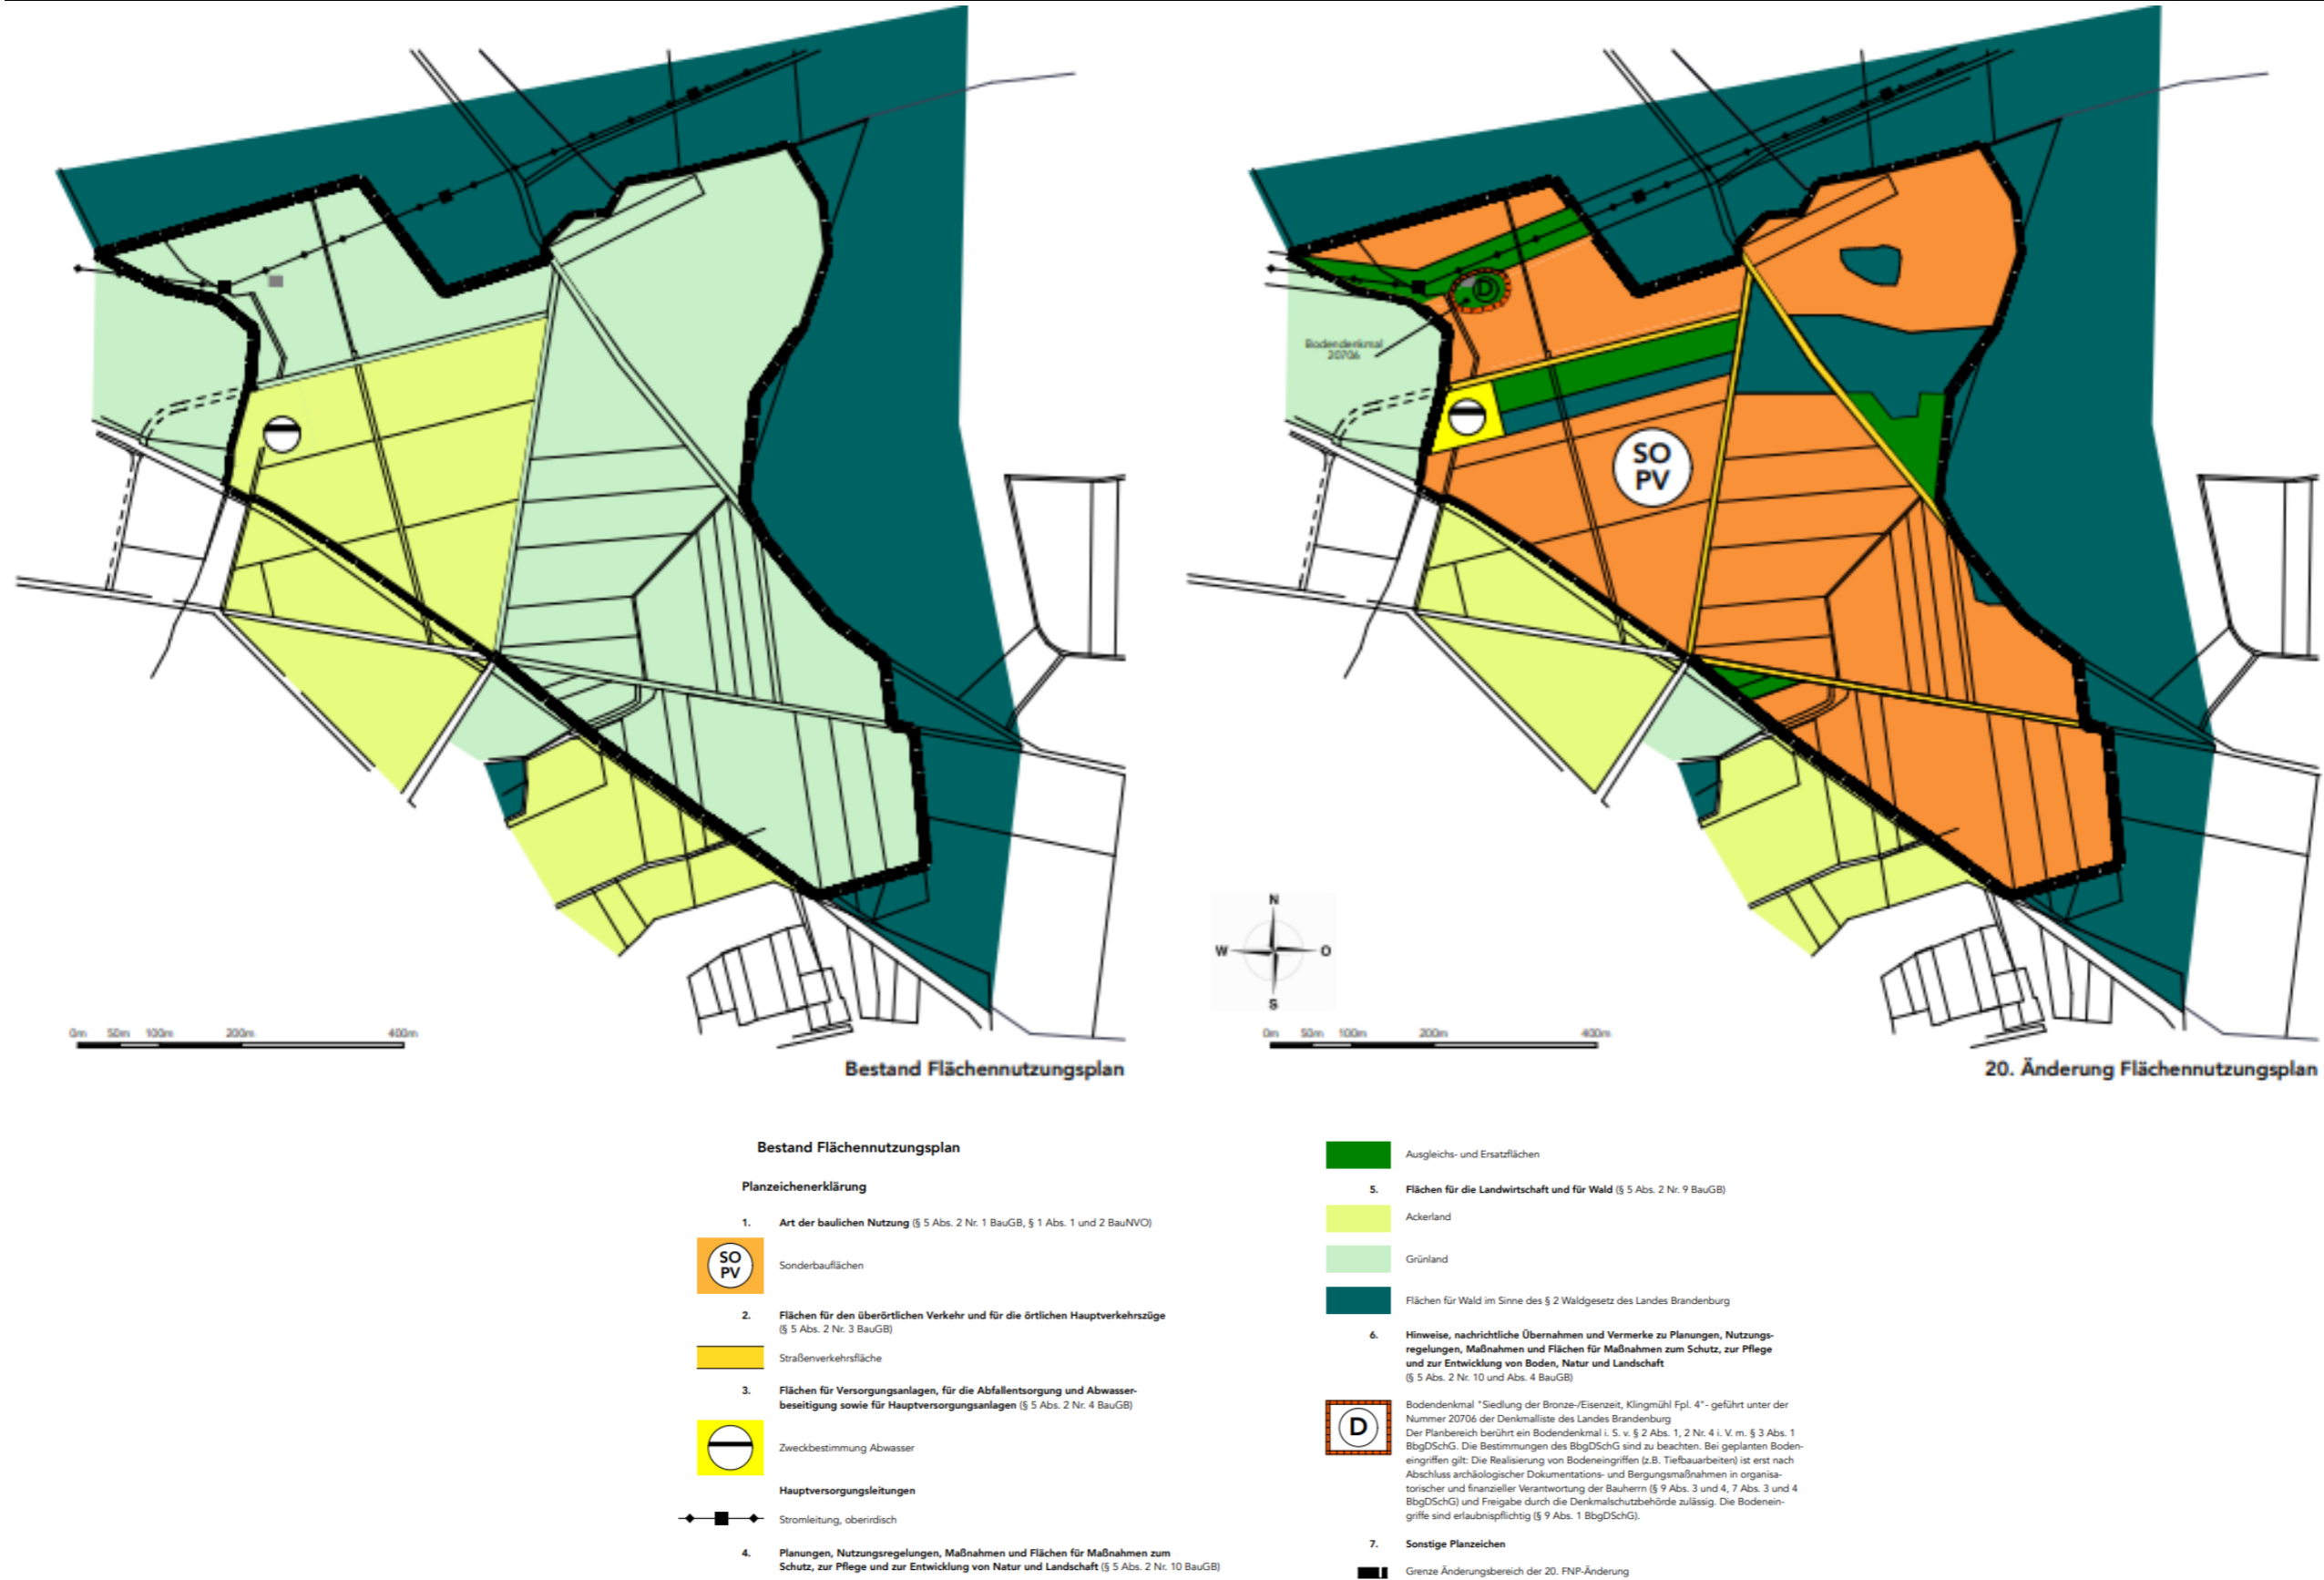 Bodendenkmal
20706
D
SO
PV
N
W
O
S
0m 50m 100m 200m 400m
Bestand Flächennutzungsplan
0m 50m 100m 200m 400m
20. Änderung Flächennutzungsplan
Bestand Flächennutzungsplan
Planzeichenerklärung
1. Art der baulichen Nutzung (§ 5 Abs. 2 Nr. 1 BauGB, § 1 Abs. 1 und 2 BauNVO)
SO
PV
Sonderbauflächen
2. Flächen für den überörtlichen Verkehr und für die örtlichen Hauptverkehrszüge
(§ 5 Abs. 2 Nr. 3 BauGB)
Straßenverkehrsfläche
3. Flächen für Versorgungsanlagen, für die Abfallentsorgung und Abwasser-
beseitigung sowie für Hauptversorgungsanlagen (§ 5 Abs. 2 Nr. 4 BauGB)
Zweckbestimmung Abwasser
Hauptversorgungsleitungen
Stromleitung, oberirdisch
4. Planungen, Nutzungsregelungen, Maßnahmen und Flächen für Maßnahmen zum
Schutz, zur Pflege und zur Entwicklung von Natur und Landschaft (§ 5 Abs. 2 Nr. 10 BauGB)
Ausgleichs- und Ersatzflächen
5. Flächen für die Landwirtschaft und für Wald (§ 5 Abs. 2 Nr. 9 BauGB)
Ackerland
Grünland
Flächen für Wald im Sinne des § 2 Waldgesetz des Landes Brandenburg
6. Hinweise, nachrichtliche Übernahmen und Vermerke zu Planungen, Nutzungs-
regelungen, Maßnahmen und Flächen für Maßnahmen zum Schutz, zur Pflege
und zur Entwicklung von Boden, Natur und Landschaft
(§ 5 Abs. 2 Nr. 10 und Abs. 4 BauGB)
D
Bodendenkmal "Siedlung der Bronze-/Eisenzeit, Klingmühl Fpl. 4"- geführt unter der
Nummer 20706 der Denkmalliste des Landes Brandenburg
Der Planbereich berührt ein Bodendenkmal i. S. v. § 2 Abs. 1, 2 Nr. 4 i. V. m. § 3 Abs. 1
BbgDSchG. Die Bestimmungen des BbgDSchG sind zu beachten. Bei geplanten Boden-
eingriffen gilt: Die Realisierung von Bodeneingriffen (z.B. Tiefbauarbeiten) ist erst nach
Abschluss archäologischer Dokumentations- und Bergungsmaßnahmen in organisa-
torischer und finanzieller Verantwortung der Bauherrn (§ 9 Abs. 3 und 4, 7 Abs. 3 und 4
BbgDSchG) und Freigabe durch die Denkmalschutzbehörde zulässig. Die Bodenein-
griffe sind erlaubnispflichtig (§ 9 Abs. 1 BbgDSchG).
7. Sonstige Planzeichen
Grenze Änderungsbereich der 20. FNP-Änderung